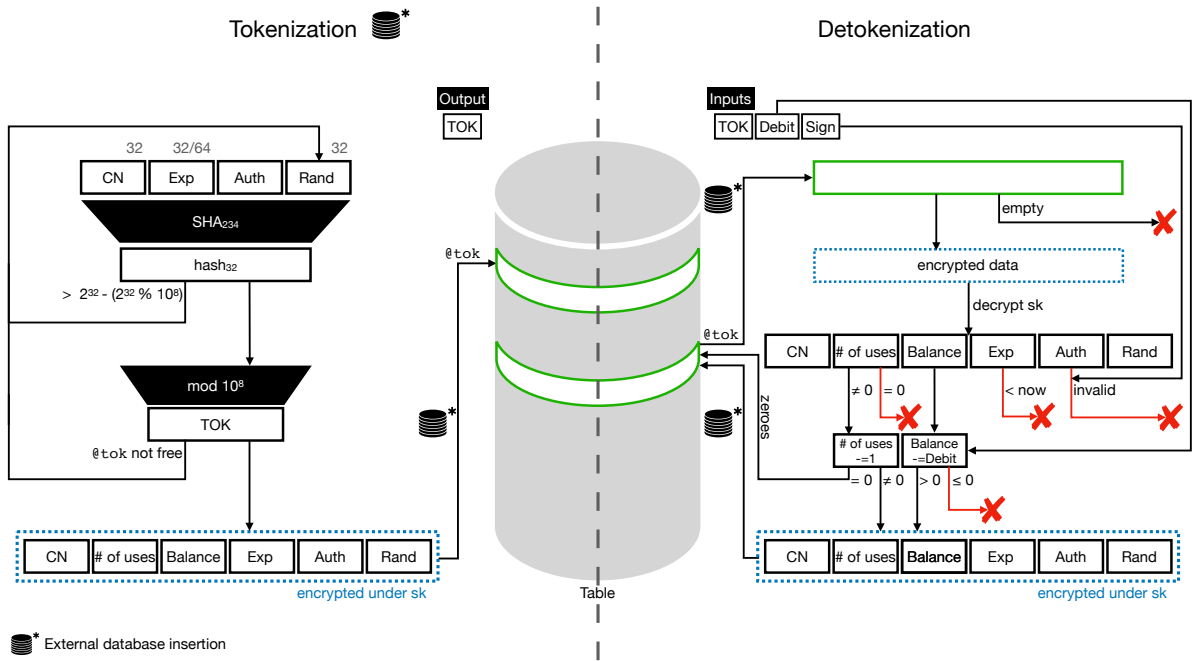 Tokenization *
Detokenization
Output
TOK
Inputs
TOK Debit Sign
32 32/64 32
CN Exp Auth Rand
SHA234
hash32
> 2³² - (2³² % 10⁸)
mod 10⁸
TOK
@tok not free
CN # of uses Balance Exp Auth Rand
encrypted under sk
@tok
*
Table
*
@tok
*
zeroes
empty
encrypted data
decrypt sk
CN # of uses Balance Exp Auth Rand
≠ 0 = 0 < now invalid
# of uses
-=1
Balance
-=Debit
= 0 ≠ 0 > 0 ≤ 0
CN # of uses Balance Exp Auth Rand
encrypted under sk
* External database insertion